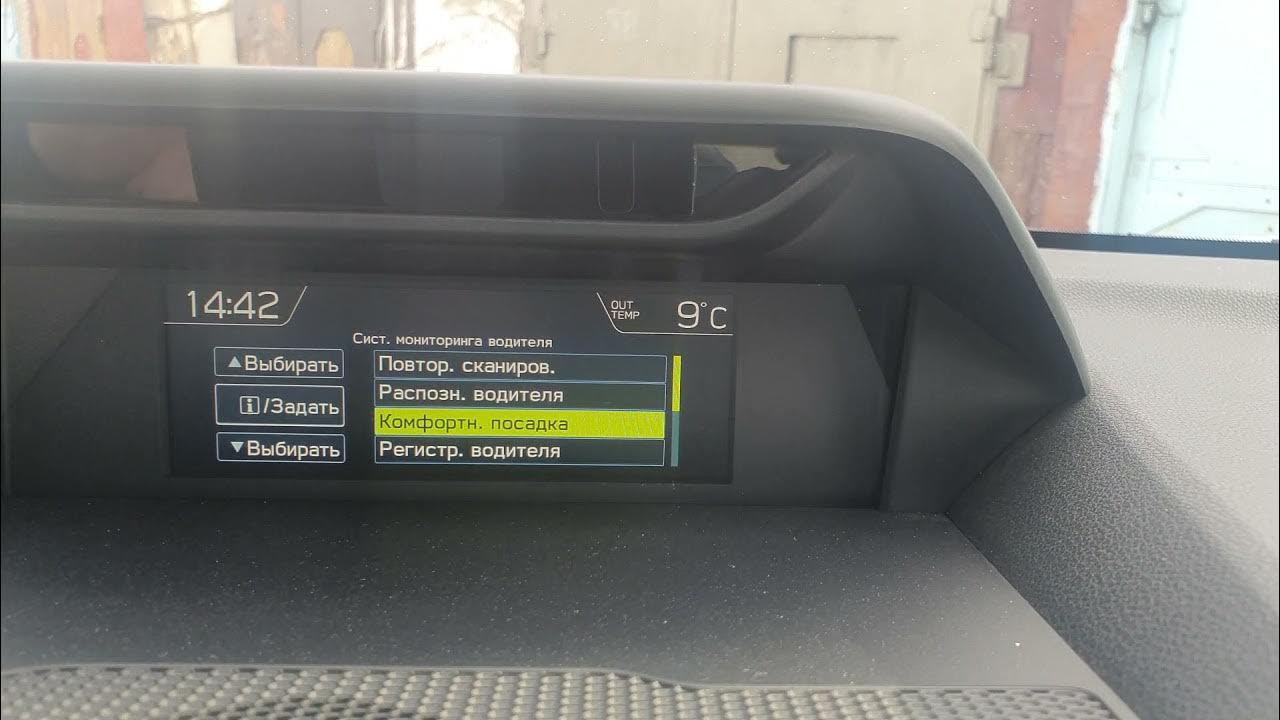 14:42
OUT
TEMP
9°C
Сист. мониторинга водителя
▲Выбирать
i/Задать
▼Выбирать
Повтор. сканиров.
Распозн. водителя
Комфортн. посадка
Регистр. водителя